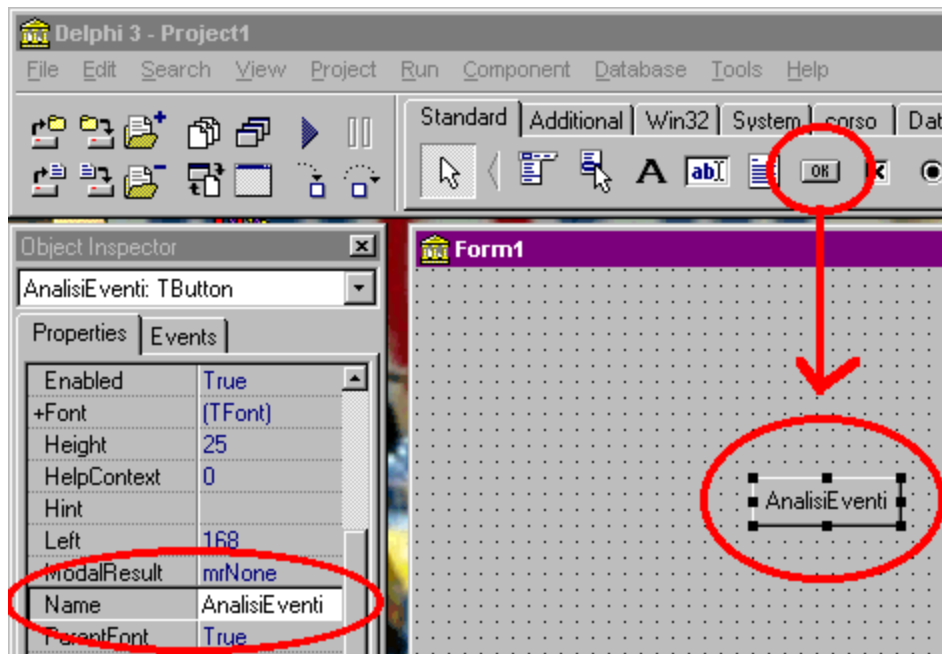 Delphi 3 - Project1
File Edit Search View Project Run Component Database Tools Help
Standard Additional Win32 System corso Dat
A ab OK
Object Inspector
Form1
AnalisiEventi: TButton
Properties Events
Enabled True
+Font (TFont)
Height 25
HelpContext 0
Hint
Left 168
ModalResult mrNone
Name AnalisiEventi
ParentFont True
AnalisiEventi